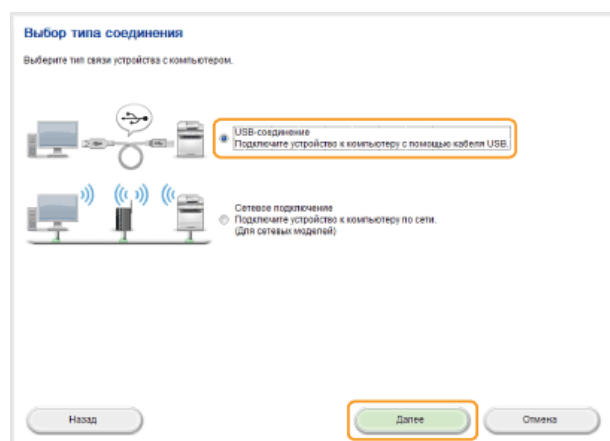 Выбор типа соединения
Выберите тип связи устройства с компьютером.
USB-соединение
Подключите устройство к компьютеру с помощью кабеля USB.
Сетевое подключение
Подключите устройство к компьютеру по сети.
(Для сетевых моделей)
Назад
Далее
Отмена